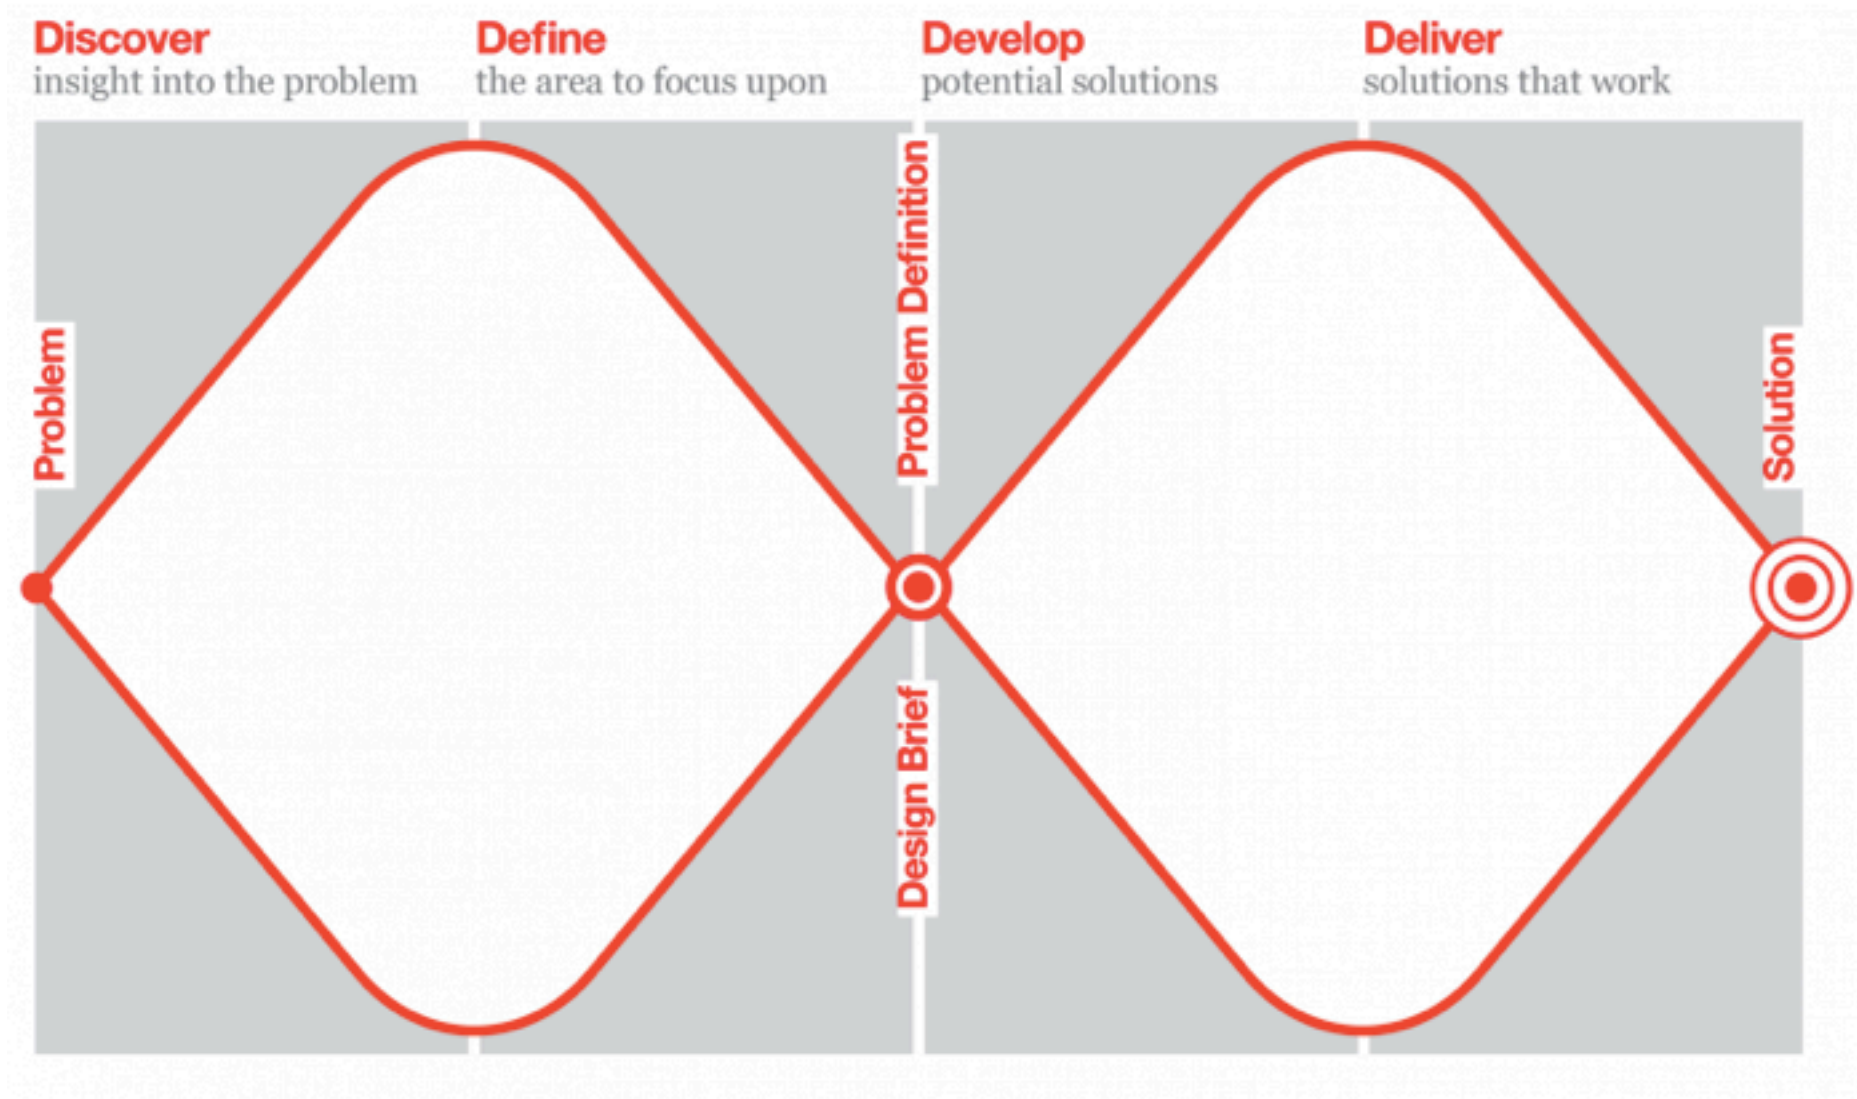 Discover
insight into the problem
Define
the area to focus upon
Develop
potential solutions
Deliver
solutions that work
Problem
Problem Definition
Design Brief
Solution